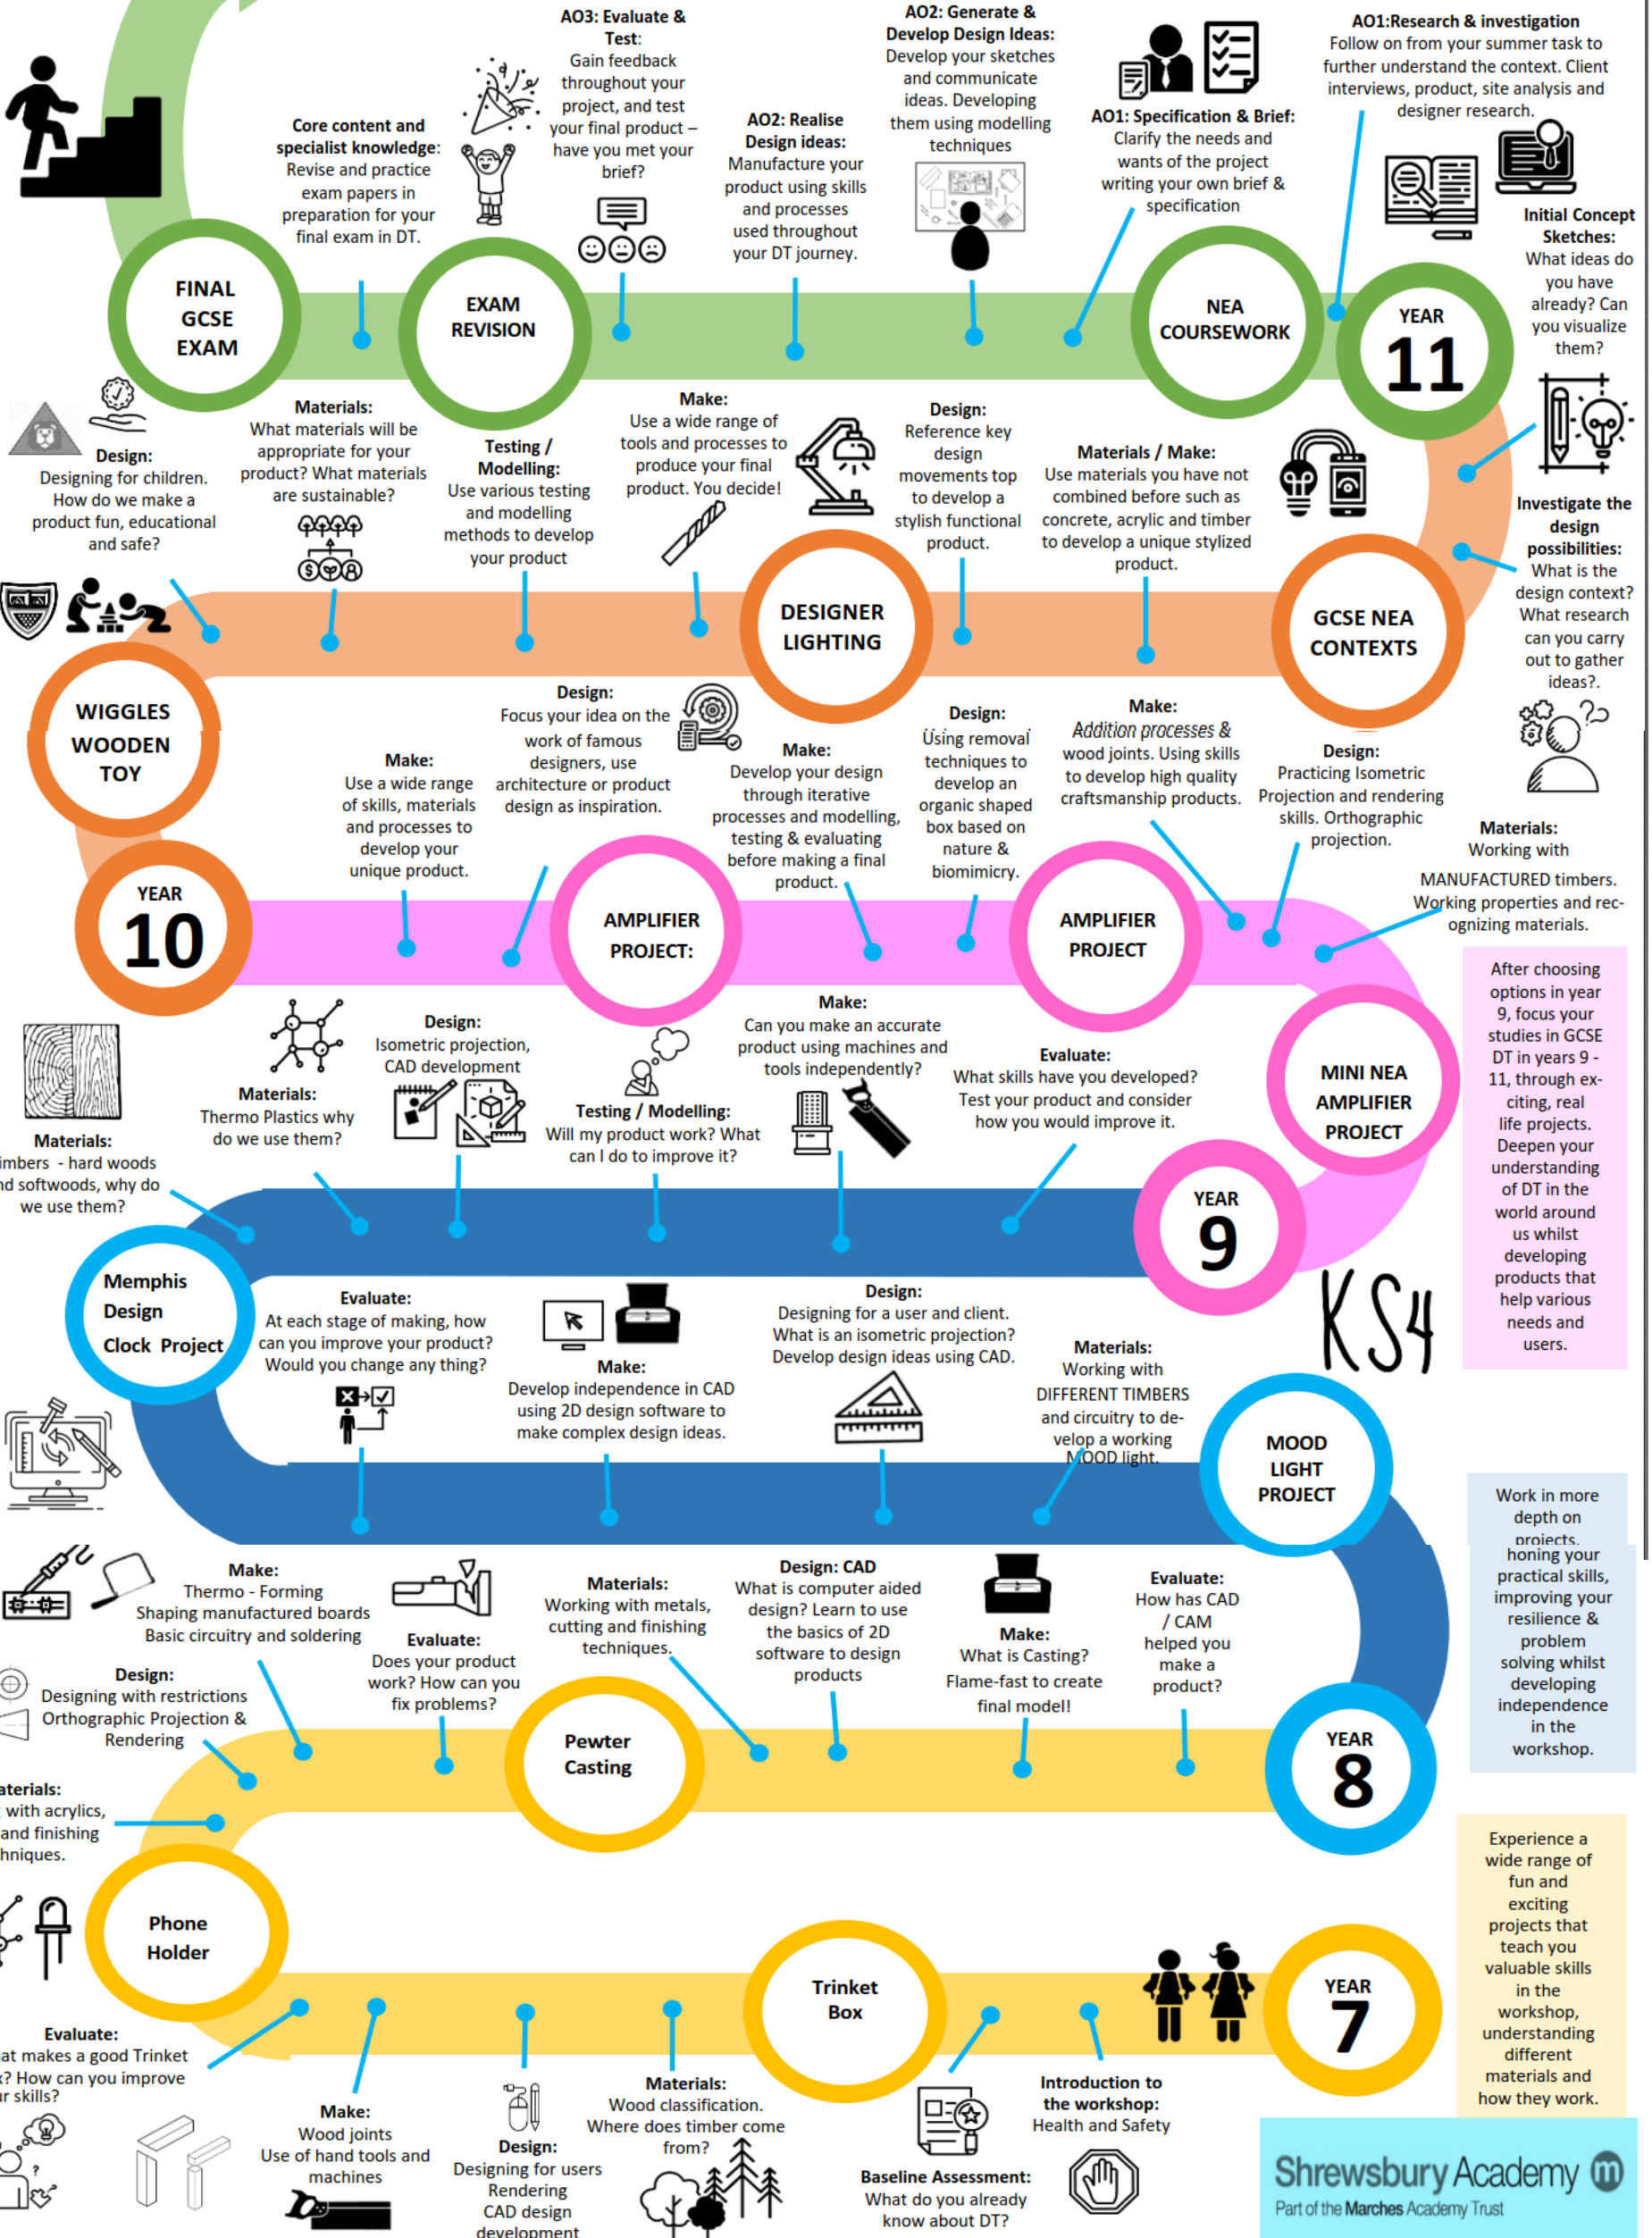 AO3: Evaluate &
Test:
Gain feedback
throughout your
project, and test
your final product –
have you met your
brief?
AO2: Generate &
Develop Design Ideas:
Develop your sketches
and communicate
ideas. Developing
them using modelling
techniques
AO1:Research & investigation
Follow on from your summer task to
further understand the context. Client
interviews, product, site analysis and
designer research.
Core content and
specialist knowledge:
Revise and practice
exam papers in
preparation for your
final exam in DT.
AO2: Realise
Design ideas:
Manufacture your
product using skills
and processes
used throughout
your DT journey.
AO1: Specification & Brief:
Clarify the needs and
wants of the project
writing your own brief &
specification
Initial Concept
Sketches:
What ideas do
you have
already? Can
you visualize
them?
FINAL
GCSE
EXAM
EXAM
REVISION
NEA
COURSEWORK
YEAR
11
Design:
Designing for children.
How do we make a
product fun, educational
and safe?
Materials:
What materials will be
appropriate for your
product? What materials
are sustainable?
Testing /
Modelling:
Use various testing
and modelling
methods to develop
your product
Make:
Use a wide range of
tools and processes to
produce your final
product. You decide!
Design:
Reference key
design
movements top
to develop a
stylish functional
product.
Materials / Make:
Use materials you have not
combined before such as
concrete, acrylic and timber
to develop a unique stylized
product.
Investigate the
design
possibilities:
What is the
design context?
What research
can you carry
out to gather
ideas?.
DESIGNER
LIGHTING
GCSE NEA
CONTEXTS
WIGGLES
WOODEN
TOY
Make:
Use a wide range
of skills, materials
and processes to
develop your
unique product.
Design:
Focus your idea on the
work of famous
designers, use
architecture or product
design as inspiration.
Make:
Develop your design
through iterative
processes and modelling,
testing & evaluating
before making a final
product.
Design:
Using removal
techniques to
develop an
organic shaped
box based on
nature &
biomimicry.
Make:
Addition processes &
wood joints. Using skills
to develop high quality
craftsmanship products.
Design:
Practicing Isometric
Projection and rendering
skills. Orthographic
projection.
Materials:
Working with
MANUFACTURED timbers.
Working properties and rec-
ognizing materials.
YEAR
10
AMPLIFIER
PROJECT:
AMPLIFIER
PROJECT
After choosing
options in year
9, focus your
studies in GCSE
DT in years 9 -
11, through ex-
citing, real
life projects.
Deepen your
understanding
of DT in the
world around
us whilst
developing
products that
help various
needs and
users.
Materials:
Thermo Plastics why
do we use them?
Design:
Isometric projection,
CAD development
Testing / Modelling:
Will my product work? What
can I do to improve it?
Make:
Can you make an accurate
product using machines and
tools independently?
Evaluate:
What skills have you developed?
Test your product and consider
how you would improve it.
MINI NEA
AMPLIFIER
PROJECT
Materials:
imbers - hard woods
nd softwoods, why do
we use them?
YEAR
9
Memphis
Design
Clock Project
Evaluate:
At each stage of making, how
can you improve your product?
Would you change any thing?
Make:
Develop independence in CAD
using 2D design software to
make complex design ideas.
Design:
Designing for a user and client.
What is an isometric projection?
Develop design ideas using CAD.
Materials:
Working with
DIFFERENT TIMBERS
and circuitry to de-
velop a working
MOOD light.
KS4
MOOD
LIGHT
PROJECT
Work in more
depth on
projects,
honing your
practical skills,
improving your
resilience &
problem
solving whilst
developing
independence
in the
workshop.
Make:
Thermo - Forming
Shaping manufactured boards
Basic circuitry and soldering
Evaluate:
Does your product
work? How can you
fix problems?
Materials:
Working with metals,
cutting and finishing
techniques.
Design: CAD
What is computer aided
design? Learn to use
the basics of 2D
software to design
products
Make:
What is Casting?
Flame-fast to create
final model!
Evaluate:
How has CAD
/ CAM
helped you
make a
product?
Design:
Designing with restrictions
Orthographic Projection &
Rendering
Pewter
Casting
YEAR
8
aterials:
with acrylics,
and finishing
hniques.
Phone
Holder
Trinket
Box
YEAR
7
Experience a
wide range of
fun and
exciting
projects that
teach you
valuable skills
in the
workshop,
understanding
different
materials and
how they work.
Evaluate:
at makes a good Trinket
x? How can you improve
ur skills?
Make:
Wood joints
Use of hand tools and
machines
Design:
Designing for users
Rendering
CAD design
development
Materials:
Wood classification.
Where does timber come
from?
Baseline Assessment:
What do you already
know about DT?
Introduction to
the workshop:
Health and Safety
Shrewsbury Academy m
Part of the Marches Academy Trust